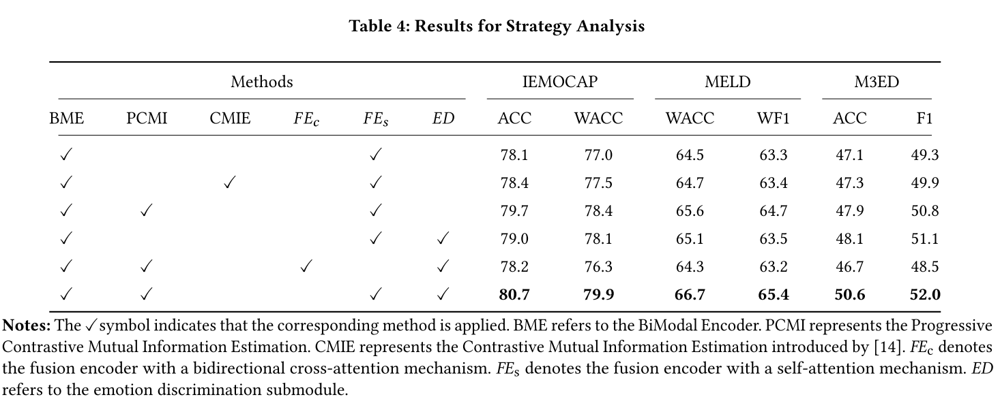 Table 4: Results for Strategy Analysis
Methods IEMOCAP MELD M3ED
BME PCMI CMIE FEc FEs ED ACC WACC WACC WF1 ACC F1
✓ ✓ 78.1 77.0 64.5 63.3 47.1 49.3
✓ ✓ ✓ 78.4 77.5 64.7 63.4 47.3 49.9
✓ ✓ ✓ 79.7 78.4 65.6 64.7 47.9 50.8
✓ ✓ ✓ 79.0 78.1 65.1 63.5 48.1 51.1
✓ ✓ ✓ ✓ 78.2 76.3 64.3 63.2 46.7 48.5
✓ ✓ ✓ ✓ 80.7 79.9 66.7 65.4 50.6 52.0
Notes: The ✓ symbol indicates that the corresponding method is applied. BME refers to the BiModal Encoder. PCMI represents the Progressive
Contrastive Mutual Information Estimation. CMIE represents the Contrastive Mutual Information Estimation introduced by [14]. FEc denotes
the fusion encoder with a bidirectional cross-attention mechanism. FEs denotes the fusion encoder with a self-attention mechanism. ED
refers to the emotion discrimination submodule.